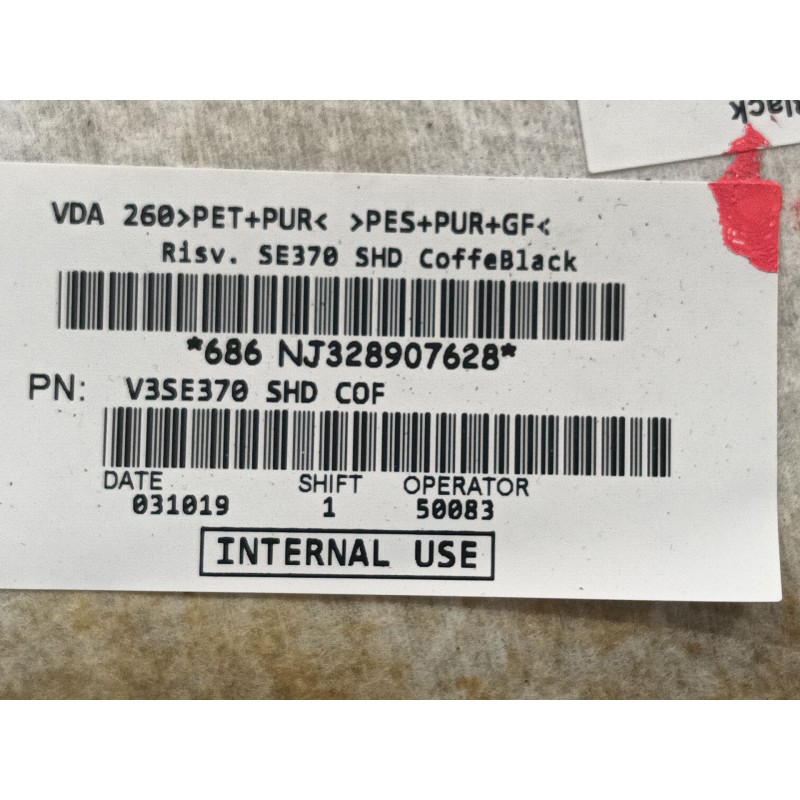 Black
VDA 260>PET+PUR< >PES+PUR+GF<
Risv. SE370 SHD CoffeBlack
*686 NJ328907628*
PN: V3SE370 SHD COF
DATE SHIFT OPERATOR
031019 1 50083
INTERNAL USE